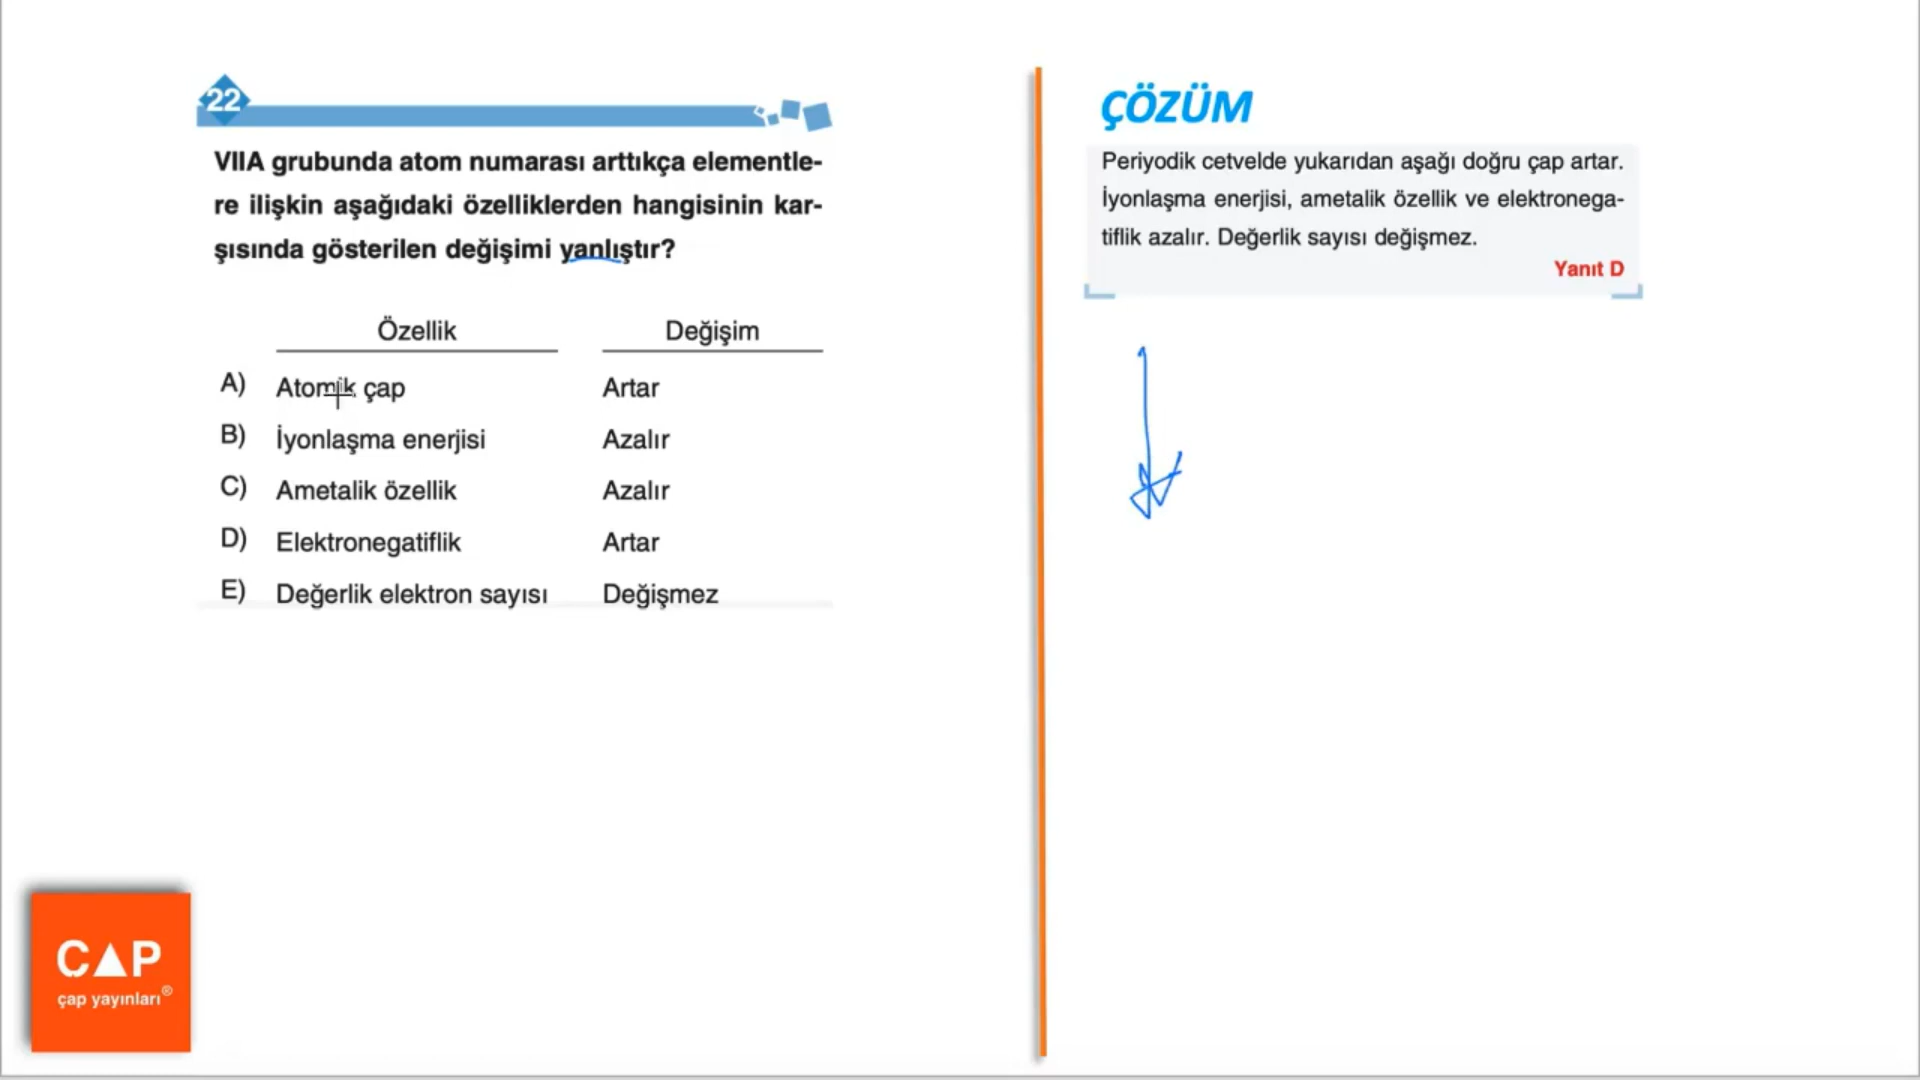 22
VIIA grubunda atom numarası arttıkça elementle-
re ilişkin aşağıdaki özelliklerden hangisinin kar-
şısında gösterilen değişimi yanlıştır?
Özellik Değişim
A) Atomik çap Artar
B) İyonlaşma enerjisi Azalır
C) Ametalik özellik Azalır
D) Elektronegatiflik Artar
E) Değerlik elektron sayısı Değişmez
ÇÖZÜM
Periyodik cetvelde yukarıdan aşağı doğru çap artar.
İyonlaşma enerjisi, ametalik özellik ve elektronega-
tiflik azalır. Değerlik sayısı değişmez.
Yanıt D
ÇAP
çap yayınları®